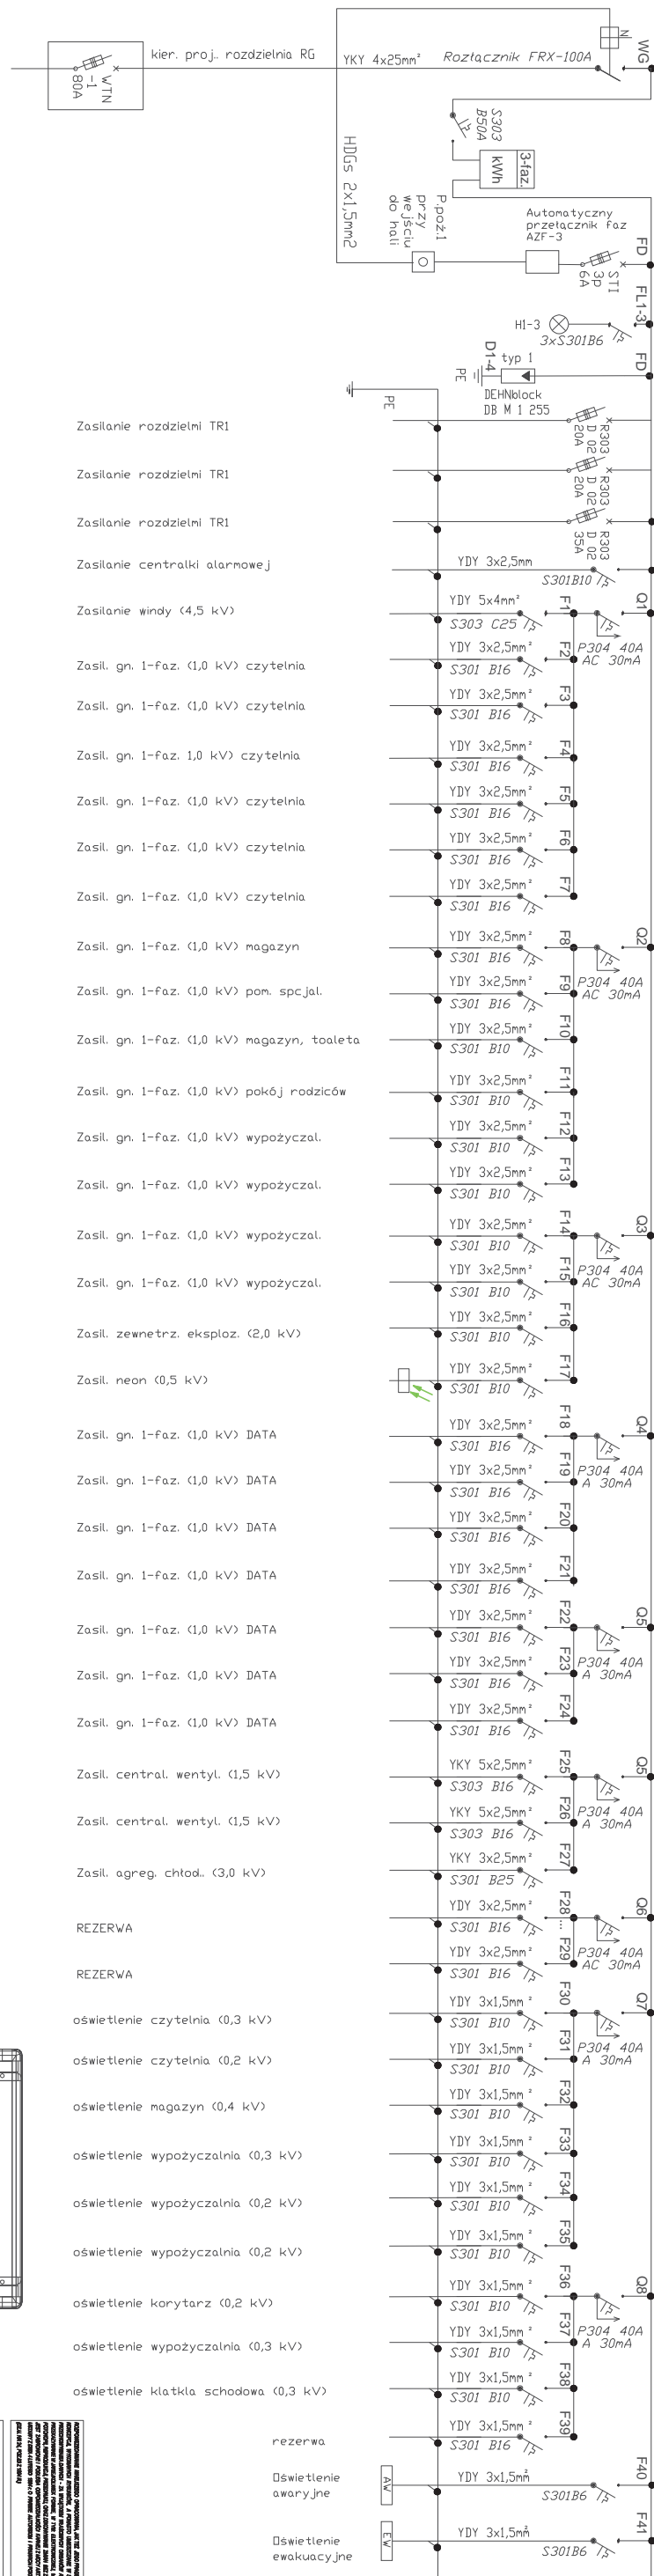 WG
N
Rozłącznik FRX-100A
YKY 4x25mm²
kier. proj.. rozdzielnia RG
WTN
-1
80A
S303
B50A
3-faz.
kWh
HDGs 2x1,5mm2
P.poż.1
przy
wejściu
do hali
Automatyczny
przełącznik faz
AZF-3
FD
STI
3p
6A
FL1-3
H1-3
3xS301B6
FD
D1-4
typ 1
PE
DEHNblock
DB M 1 255
PE
Zasilanie rozdzielmi TR1
R303
D 02
20A
Zasilanie rozdzielmi TR1
R303
D 02
20A
Zasilanie rozdzielmi TR1
R303
D 02
35A
Zasilanie centralki alarmowej
YDY 3x2,5mm
S301B10
Q1
P304 40A
AC 30mA
Zasilanie windy (4,5 kV)
YDY 5x4mm²
S303 C25
F1
Zasil. gn. 1-faz. (1,0 kV) czytelnia
YDY 3x2,5mm²
S301 B16
F2
Zasil. gn. 1-faz. (1,0 kV) czytelnia
YDY 3x2,5mm²
S301 B16
F3
Zasil. gn. 1-faz. 1,0 kV) czytelnia
YDY 3x2,5mm²
S301 B16
F4
Zasil. gn. 1-faz. (1,0 kV) czytelnia
YDY 3x2,5mm²
S301 B16
F5
Zasil. gn. 1-faz. (1,0 kV) czytelnia
YDY 3x2,5mm²
S301 B16
F6
Zasil. gn. 1-faz. (1,0 kV) czytelnia
YDY 3x2,5mm²
S301 B16
F7
Q2
P304 40A
AC 30mA
Zasil. gn. 1-faz. (1,0 kV) magazyn
YDY 3x2,5mm²
S301 B16
F8
Zasil. gn. 1-faz. (1,0 kV) pom. spcjal.
YDY 3x2,5mm²
S301 B16
F9
Zasil. gn. 1-faz. (1,0 kV) magazyn, toaleta
YDY 3x2,5mm²
S301 B10
F10
Zasil. gn. 1-faz. (1,0 kV) pokój rodziców
YDY 3x2,5mm²
S301 B10
F11
Zasil. gn. 1-faz. (1,0 kV) wypożyczal.
YDY 3x2,5mm²
S301 B10
F12
Zasil. gn. 1-faz. (1,0 kV) wypożyczal.
YDY 3x2,5mm²
S301 B10
F13
Q3
P304 40A
AC 30mA
Zasil. gn. 1-faz. (1,0 kV) wypożyczal.
YDY 3x2,5mm²
S301 B10
F14
Zasil. gn. 1-faz. (1,0 kV) wypożyczal.
YDY 3x2,5mm²
S301 B10
F15
Zasil. zewnetrz. eksploz. (2,0 kV)
YDY 3x2,5mm²
S301 B10
F16
Zasil. neon (0,5 kV)
YDY 3x2,5mm²
S301 B10
F17
Q4
P304 40A
A 30mA
Zasil. gn. 1-faz. (1,0 kV) DATA
YDY 3x2,5mm²
S301 B16
F18
Zasil. gn. 1-faz. (1,0 kV) DATA
YDY 3x2,5mm²
S301 B16
F19
Zasil. gn. 1-faz. (1,0 kV) DATA
YDY 3x2,5mm²
S301 B16
F20
Zasil. gn. 1-faz. (1,0 kV) DATA
YDY 3x2,5mm²
S301 B16
F21
Q5
P304 40A
A 30mA
Zasil. gn. 1-faz. (1,0 kV) DATA
YDY 3x2,5mm²
S301 B16
F22
Zasil. gn. 1-faz. (1,0 kV) DATA
YDY 3x2,5mm²
S301 B16
F23
Zasil. gn. 1-faz. (1,0 kV) DATA
YDY 3x2,5mm²
S301 B16
F24
Q5
P304 40A
A 30mA
Zasil. central. wentyl. (1,5 kV)
YKY 5x2,5mm²
S303 B16
F25
Zasil. central. wentyl. (1,5 kV)
YKY 5x2,5mm²
S303 B16
F26
Zasil. agreg. chłod.. (3,0 kV)
YKY 3x2,5mm²
S301 B25
F27
Q6
P304 40A
AC 30mA
REZERWA
YDY 3x2,5mm²
S301 B16
F28...
REZERWA
YDY 3x2,5mm²
S301 B16
F29
Q7
P304 40A
A 30mA
oświetlenie czytelnia (0,3 kV)
YDY 3x1,5mm²
S301 B10
F30
oświetlenie czytelnia (0,2 kV)
YDY 3x1,5mm²
S301 B10
F31
oświetlenie magazyn (0,4 kV)
YDY 3x1,5mm²
S301 B10
F32
oświetlenie wypożyczalnia (0,3 kV)
YDY 3x1,5mm²
S301 B10
F33
oświetlenie wypożyczalnia (0,2 kV)
YDY 3x1,5mm²
S301 B10
F34
oświetlenie wypożyczalnia (0,2 kV)
YDY 3x1,5mm²
S301 B10
F35
Q8
P304 40A
A 30mA
oświetlenie korytarz (0,2 kV)
YDY 3x1,5mm²
S301 B10
F36
oświetlenie wypożyczalnia (0,3 kV)
YDY 3x1,5mm²
S301 B10
F37
oświetlenie klatkla schodowa (0,3 kV)
YDY 3x1,5mm²
S301 B10
F38
rezerwa
YDY 3x1,5mm²
S301 B16
F39
Oświetlenie
awaryjne
AW
YDY 3x1,5mm²
S301B6
F40
Oświetlenie
ewakuacyjne
EW
YDY 3x1,5mm²
S301B6
F41